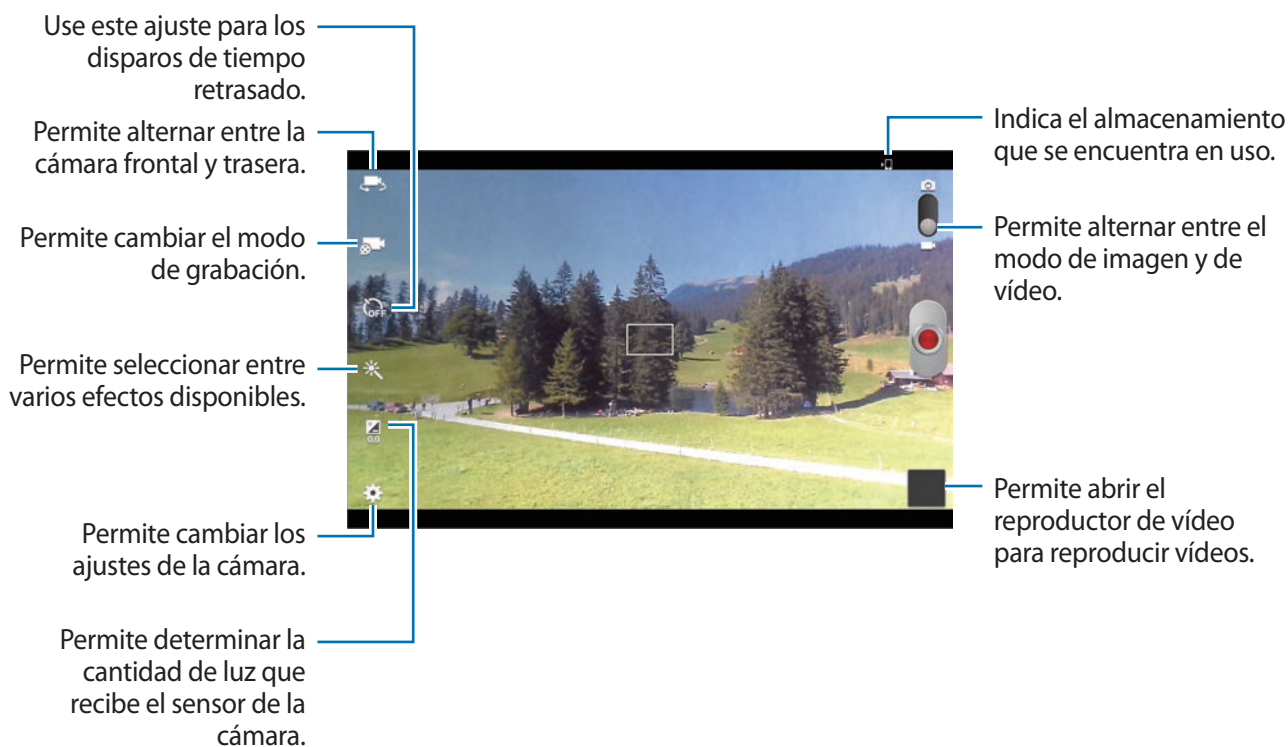 Use este ajuste para los
disparos de tiempo
retrasado.
Permite alternar entre la
cámara frontal y trasera.
Permite cambiar el modo
de grabación.
Permite seleccionar entre
varios efectos disponibles.
Permite cambiar los
ajustes de la cámara.
Permite determinar la
cantidad de luz que
recibe el sensor de la
cámara.
OFF
0,0
Indica el almacenamiento
que se encuentra en uso.
Permite alternar entre el
modo de imagen y de
vídeo.
Permite abrir el
reproductor de vídeo
para reproducir vídeos.